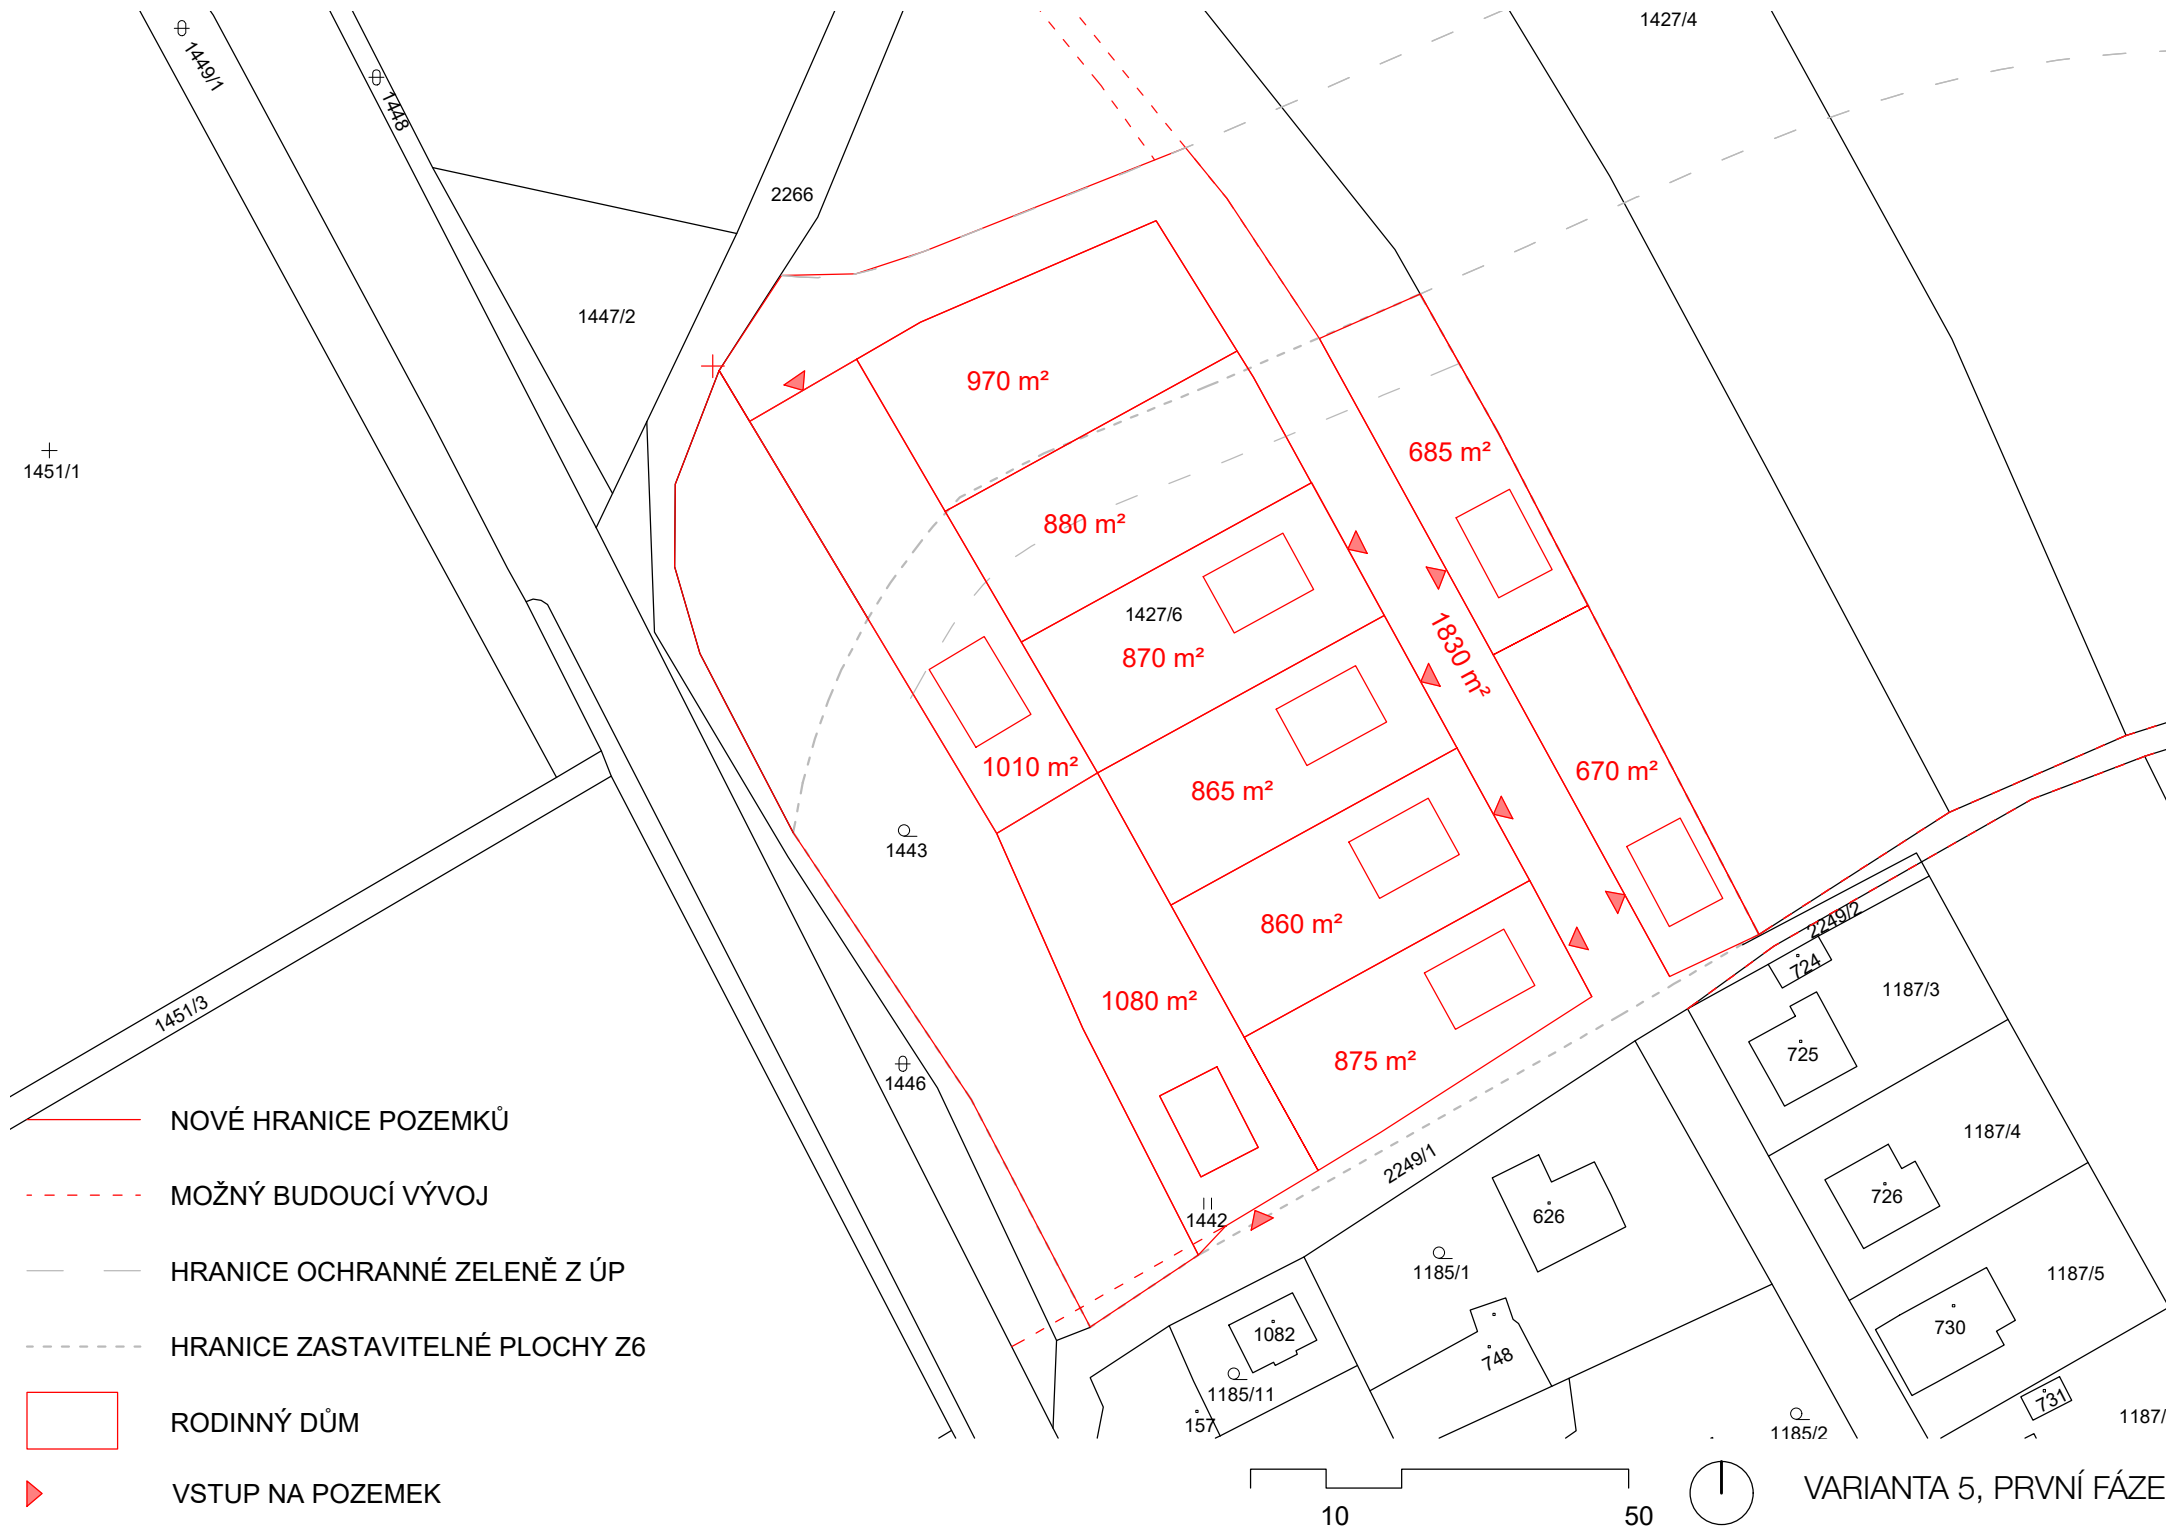 1427/4
1449/1
1448
2266
1447/2
970 m²
685 m²
1451/1
880 m²
1427/6
870 m²
1830 m²
1010 m²
865 m²
670 m²
1443
860 m²
2249/2
724
1187/3
1080 m²
1451/3
725
875 m²
1446
NOVÉ HRANICE POZEMKŮ
1187/4
2249/1
MOŽNÝ BUDOUCÍ VÝVOJ
726
1442
626
HRANICE OCHRANNÉ ZELENĚ Z ÚP
1185/1
1187/5
HRANICE ZASTAVITELNÉ PLOCHY Z6
1082
748
730
1185/11
731
RODINNÝ DŮM
157
1185/2
1187/
VSTUP NA POZEMEK
10
50
VARIANTA 5, PRVNÍ FÁZE